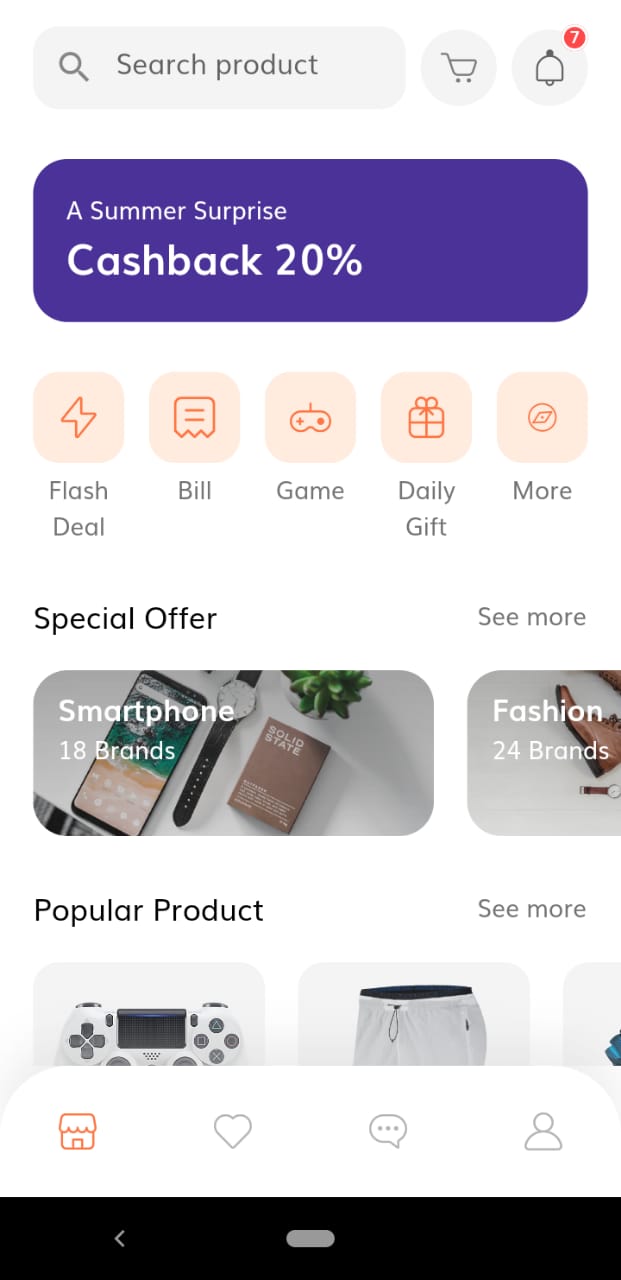 Search product
7
A Summer Surprise
Cashback 20%
Flash
Deal
Bill
Game
Daily
Gift
More
Special Offer
See more
Smartphone
18 Brands
SOLID
STATE
Fashion
24 Brands
Popular Product
See more